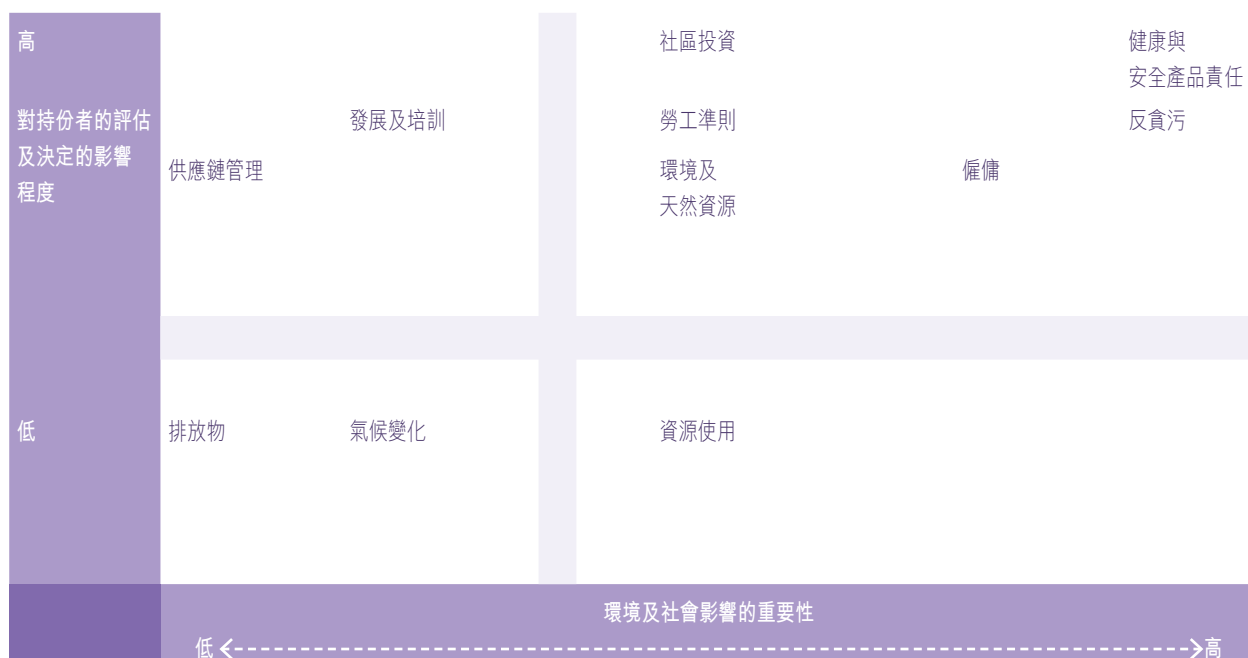 高
社區投資
健康與
安全產品責任
對持份者的評估
及決定的影響
程度
發展及培訓
勞工準則
反貪污
供應鏈管理
環境及
天然資源
僱傭
低
排放物
氣候變化
資源使用
環境及社會影響的重要性
低
高